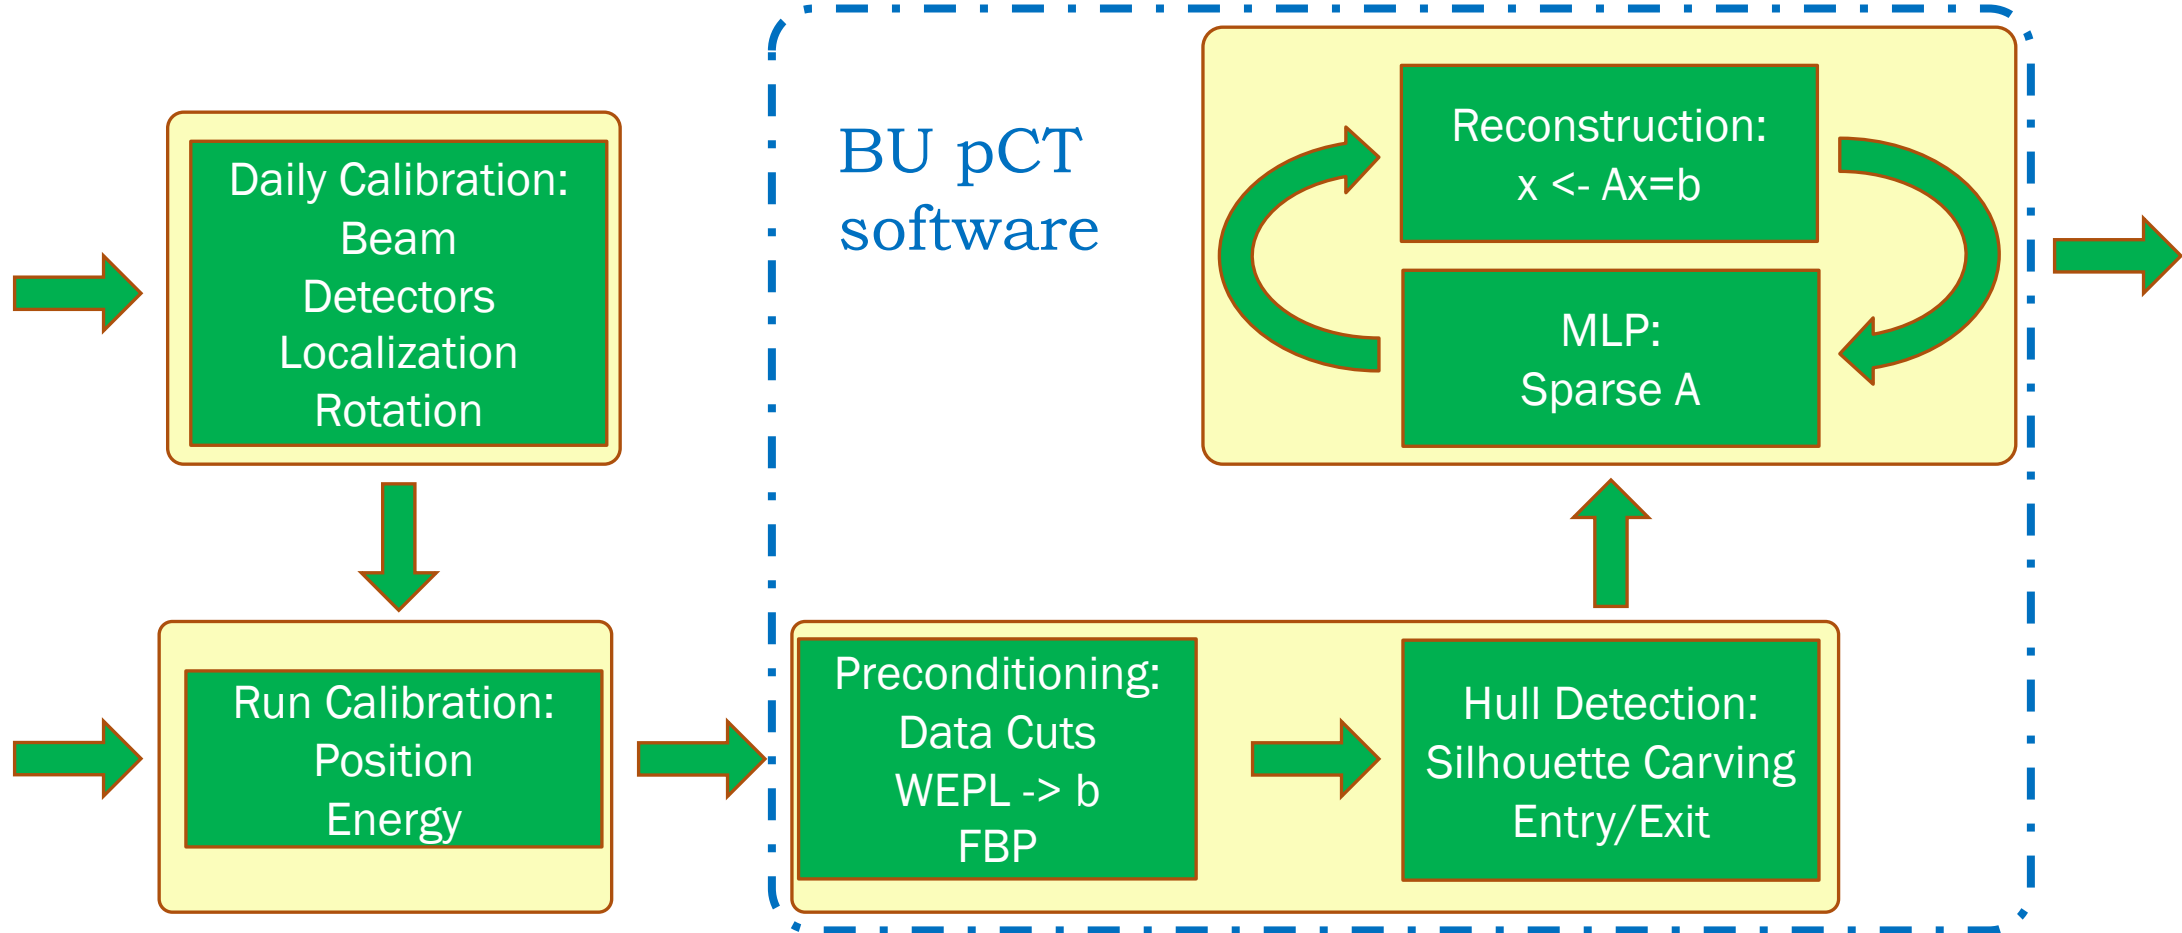 Daily Calibration:
Beam
Detectors
Localization
Rotation
Run Calibration:
Position
Energy
BU pCT
software
Preconditioning:
Data Cuts
WEPL -> b
FBP
Hull Detection:
Silhouette Carving
Entry/Exit
Reconstruction:
x <- Ax=b
MLP:
Sparse A